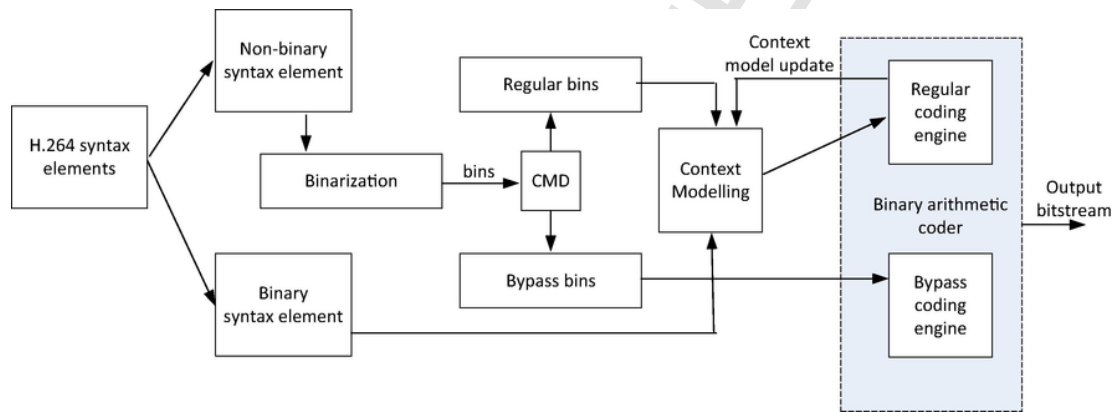 H.264 syntax
elements
Non-binary
syntax element
Binarization
bins
CMD
Regular bins
Bypass bins
Binary
syntax element
Context
Modelling
Context
model update
Regular
coding
engine
Binary arithmetic
coder
Bypass
coding
engine
Output
bitstream